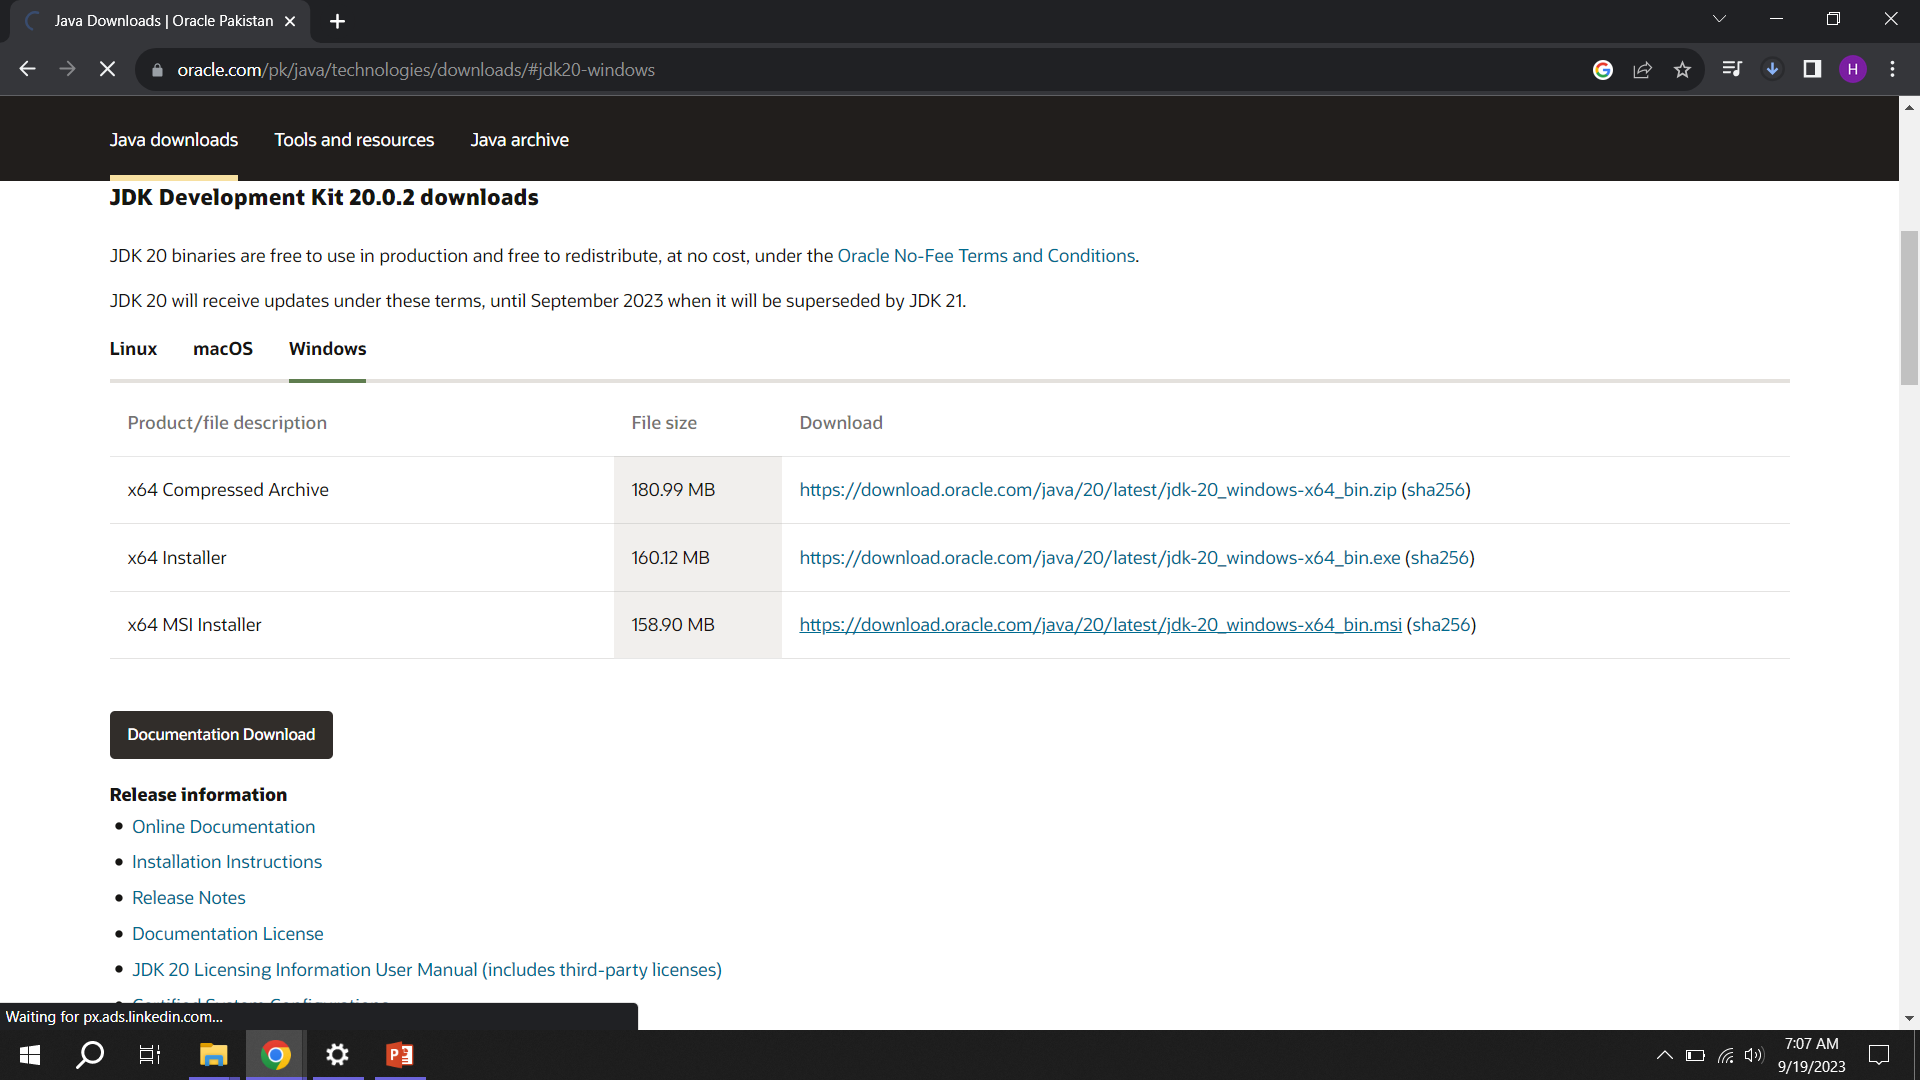 Java Downloads | Oracle Pakistan
oracle.com/pk/java/technologies/downloads/#jdk20-windows
H
Java downloads Tools and resources Java archive
JDK Development Kit 20.0.2 downloads
JDK 20 binaries are free to use in production and free to redistribute, at no cost, under the Oracle No-Fee Terms and Conditions.
JDK 20 will receive updates under these terms, until September 2023 when it will be superseded by JDK 21.
Linux macOS Windows
Product/file description File size Download
x64 Compressed Archive 180.99 MB https://download.oracle.com/java/20/latest/jdk-20_windows-x64_bin.zip (sha256)
x64 Installer 160.12 MB https://download.oracle.com/java/20/latest/jdk-20_windows-x64_bin.exe (sha256)
x64 MSI Installer 158.90 MB https://download.oracle.com/java/20/latest/jdk-20_windows-x64_bin.msi (sha256)
Documentation Download
Release information
Online Documentation
Installation Instructions
Release Notes
Documentation License
JDK 20 Licensing Information User Manual (includes third-party licenses)
Certified System Configurations
Waiting for px.ads.linkedin.com...
7:07 AM
9/19/2023